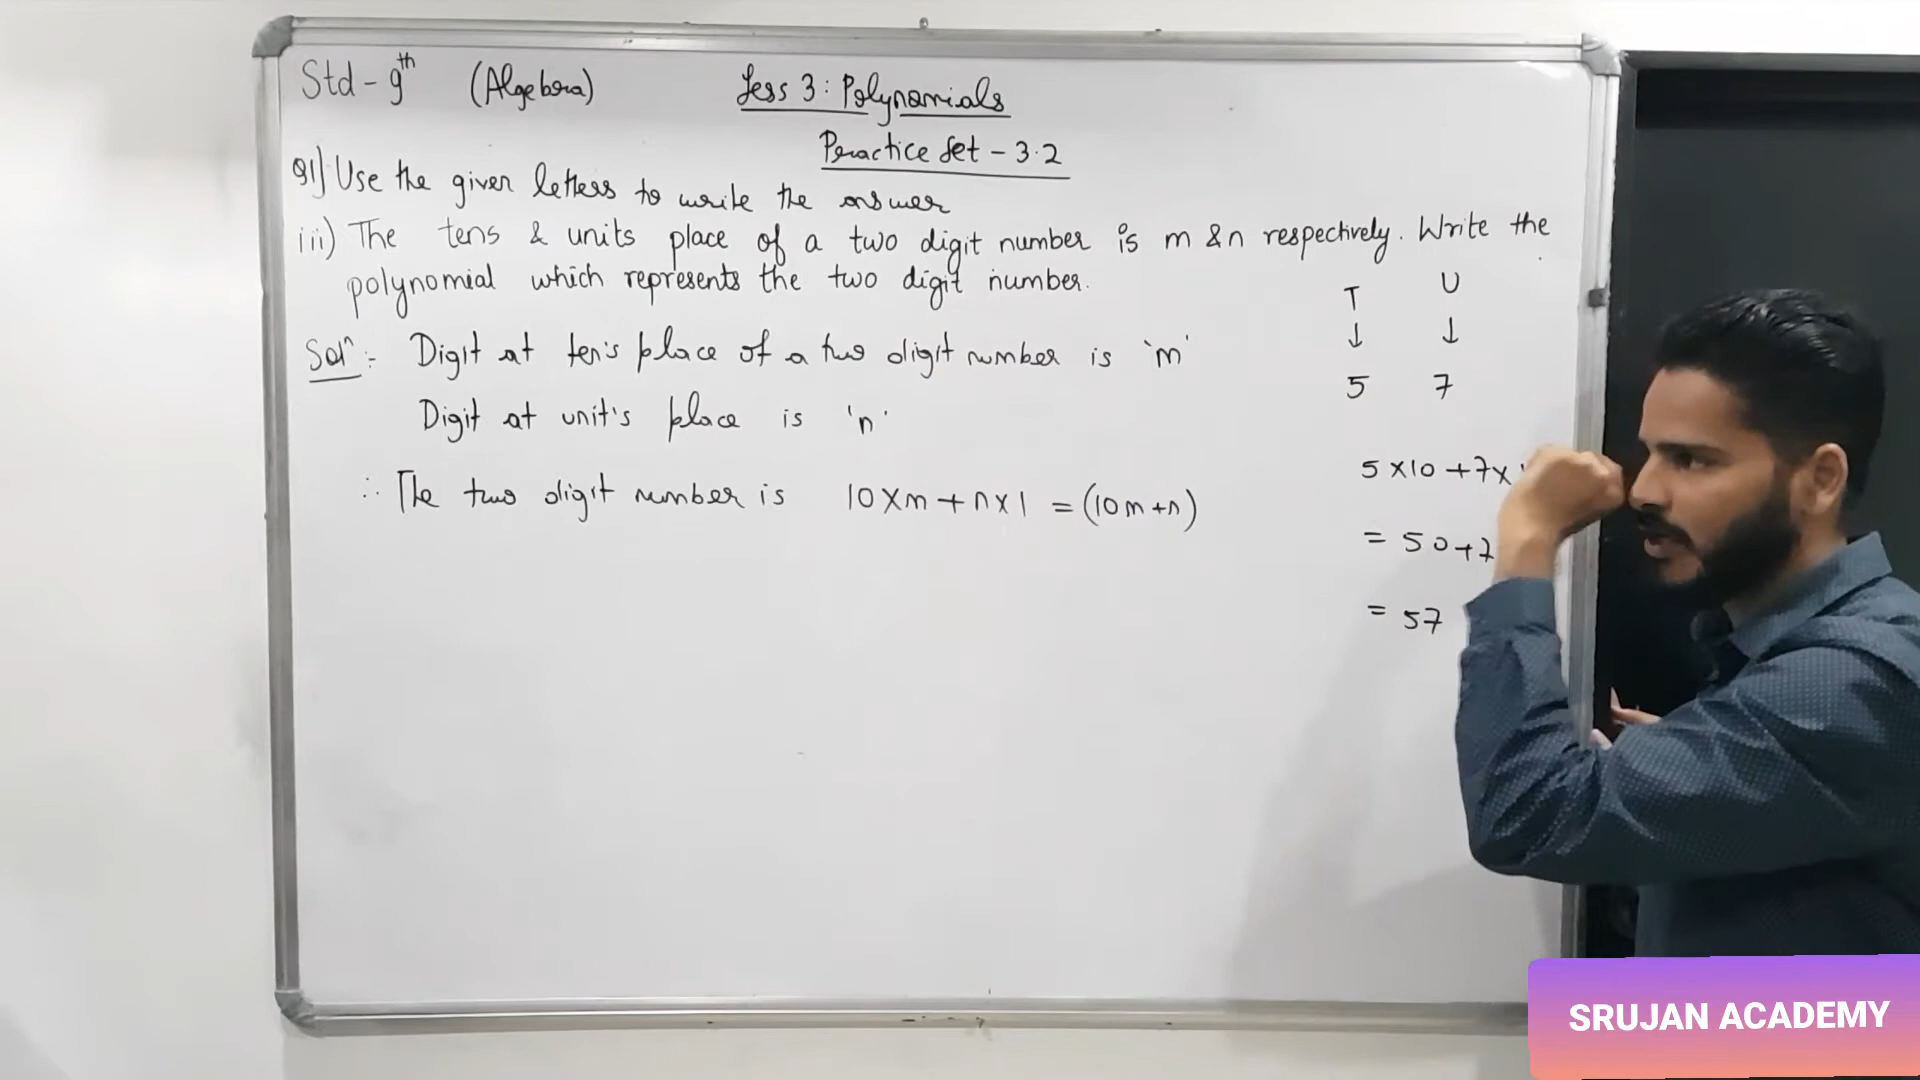 Std - 9th (Algebra) Less 3: Polynomials
Practice Set - 3.2
Q1) Use the given letters to write the answer
iii) The tens & units place of a two digit number is m & n respectively. Write the
polynomial which represents the two digit number.
Solⁿ :- Digit at ten's place of a two digit number is 'm'
Digit at unit's place is 'n'
∴ The two digit number is 10 x m + n x 1 = (10m + n)
T U
↓ ↓
5 7
5 x 10 + 7 x
= 50 + 7
= 57
SRUJAN ACADEMY